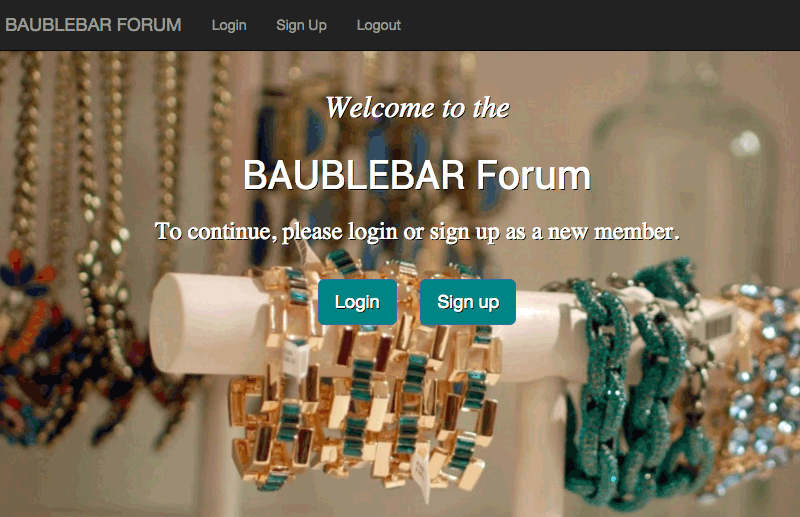 BAUBLEBAR FORUM Login Sign Up Logout
Welcome to the
BAUBLEBAR Forum
To continue, please login or sign up as a new member.
Login Sign up